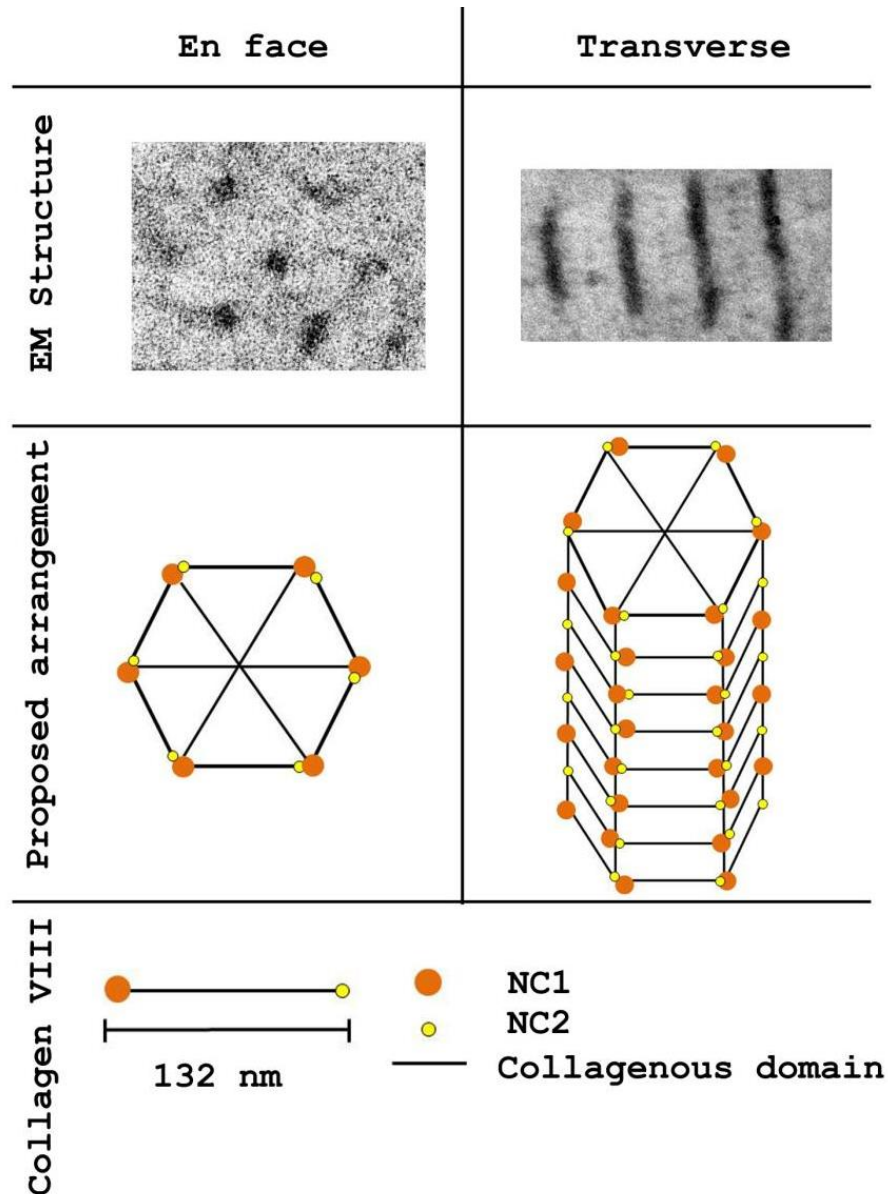 En face
Transverse
EM Structure
Proposed arrangement
Collagen VIII
132 nm
NC1
NC2
Collagenous domain